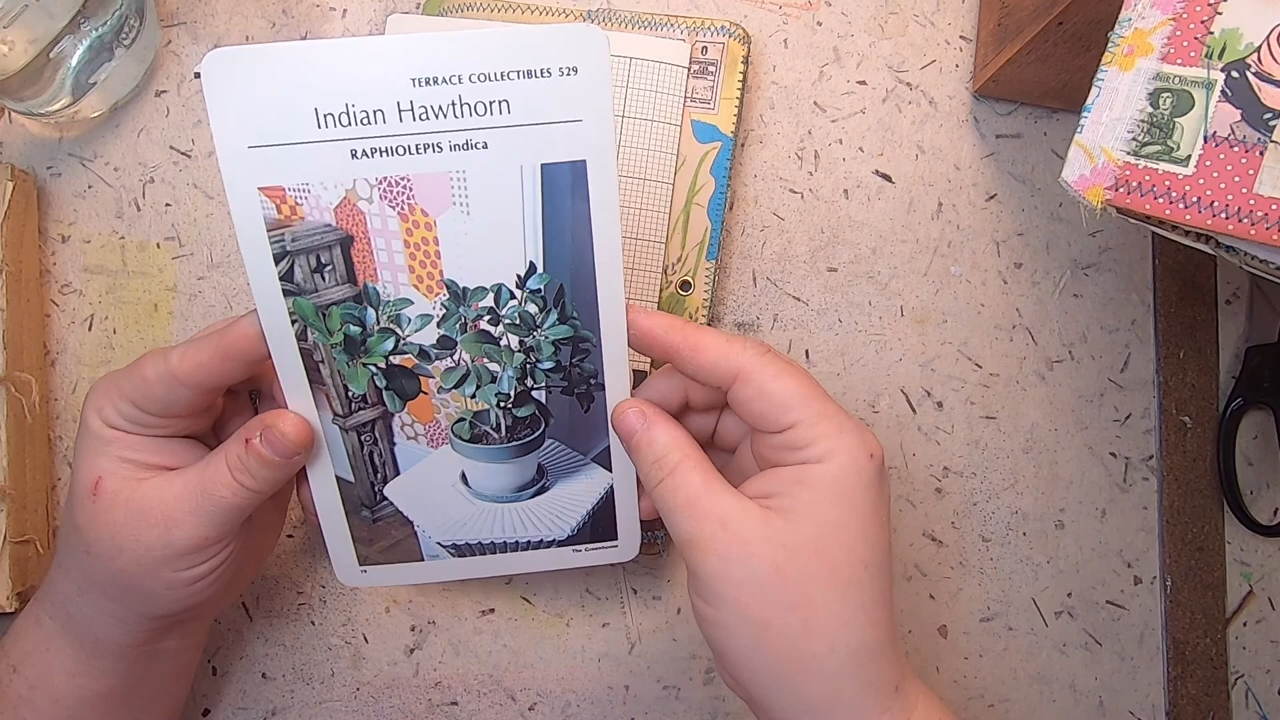 TERRACE COLLECTIBLES 529
Indian Hawthorn
RAPHIOLEPIS indica
The Greenhouse